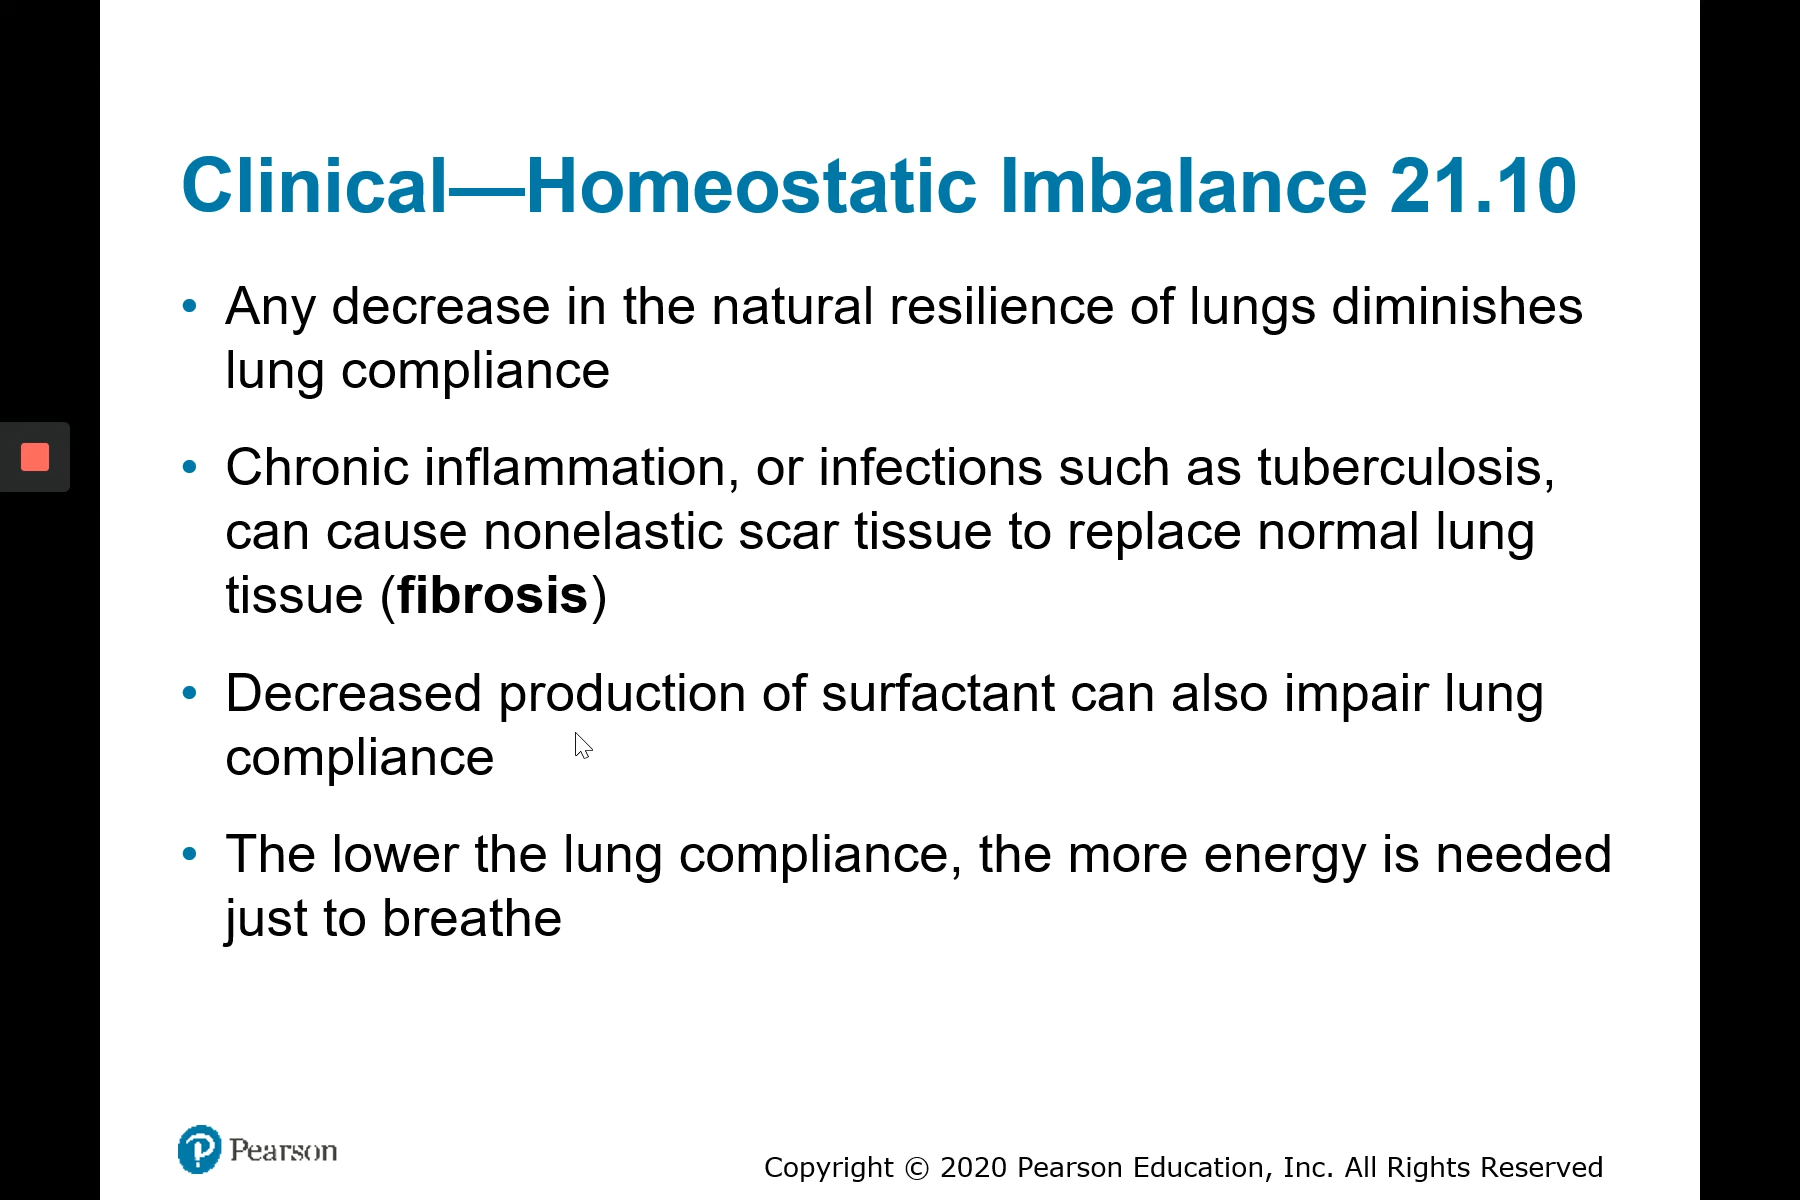 Clinical—Homeostatic Imbalance 21.10
• Any decrease in the natural resilience of lungs diminishes
lung compliance
• Chronic inflammation, or infections such as tuberculosis,
can cause nonelastic scar tissue to replace normal lung
tissue (fibrosis)
• Decreased production of surfactant can also impair lung
compliance
• The lower the lung compliance, the more energy is needed
just to breathe
Pearson
Copyright © 2020 Pearson Education, Inc. All Rights Reserved